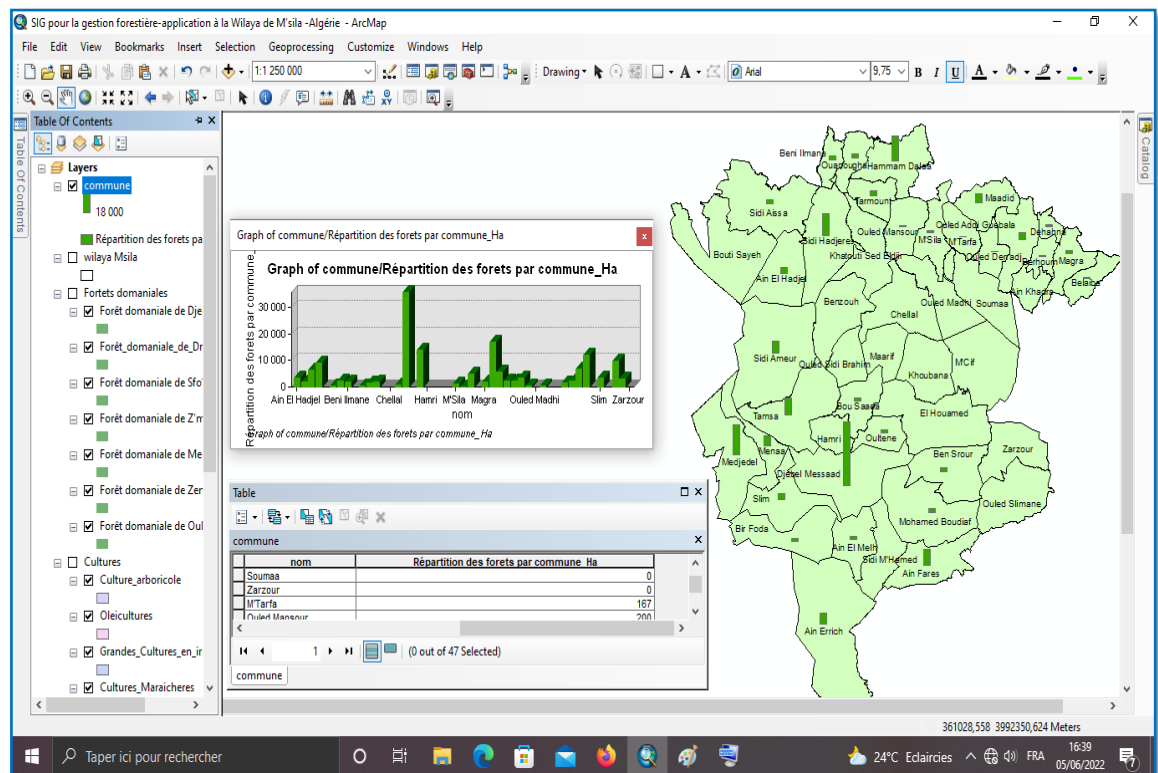 SIG pour la gestion forestière-application à la Wilaya de M'sila -Algérie - ArcMap
File Edit View Bookmarks Insert Selection Geoprocessing Customize Windows Help
1:1 250 000
Drawing
Arial
9,75
B I U A
Table Of Contents
Table Of Contents
Catalog
Layers
commune
18 000
Répartition des forets pa
wilaya Msila
Fortets domaniales
Forêt domaniale de Dje
Forêt_domaniale_de_Dr
Forêt domaniale de Sfo
Forêt domaniale de Z'm
Forêt domaniale de Me
Forêt domaniale de Zer
Forêt domaniale de Oul
Cultures
Culture_arboricole
Oleicultures
Grandes_Cultures_en_ir
Cultures_Maraicheres
Graph of commune/Répartition des forets par commune_Ha
Graph of commune/Répartition des forets par commune_Ha
Répartition des forets par commune_
30 000
20 000
10 000
0
Ain El Hadjel Beni Ilmane Chellal Hamri M'Sila Magra Ouled Madhi Slim Zarzour
nom
Graph of commune/Répartition des forets par commune_Ha
Table
commune
nom Répartition des forets par commune_Ha
Soumaa 0
Zarzour 0
M'Tarfa 167
Ouled Mansour 200
1
(0 out of 47 Selected)
commune
Beni Ilmane
Ouanougha
Hammam Dalaa
Tarmount
Maadid
Sidi Aissa
Sidi Hadjeres
Ouled Mansour
M'Sila
M'Tarfa
Ouled Addi Guebala
Dehahna
Bouti Sayeh
Khatouti Sed Eldjir
Ouled Derradj
Berhoum
Magra
Ain El Hadjel
Ain Khadra
Belaiba
Benzouh
Ouled Madhi
Soumaa
Chellal
Sidi Ameur
Ouled Sidi Brahim
Maarif
M'Cif
Khoubana
Bou Saada
Tamsa
El Houamed
Hamri
Oultene
Menaa
Medjedel
Ben Srour
Zarzour
Djebel Messaad
Slim
Ouled Slimane
Bir Foda
Mohamed Boudiaf
Ain El Melh
Sidi M'Hamed
Ain Fares
Ain Errich
361028,558 3992350,624 Meters
Taper ici pour rechercher
24°C Eclaircies
FRA
16:39
05/06/2022